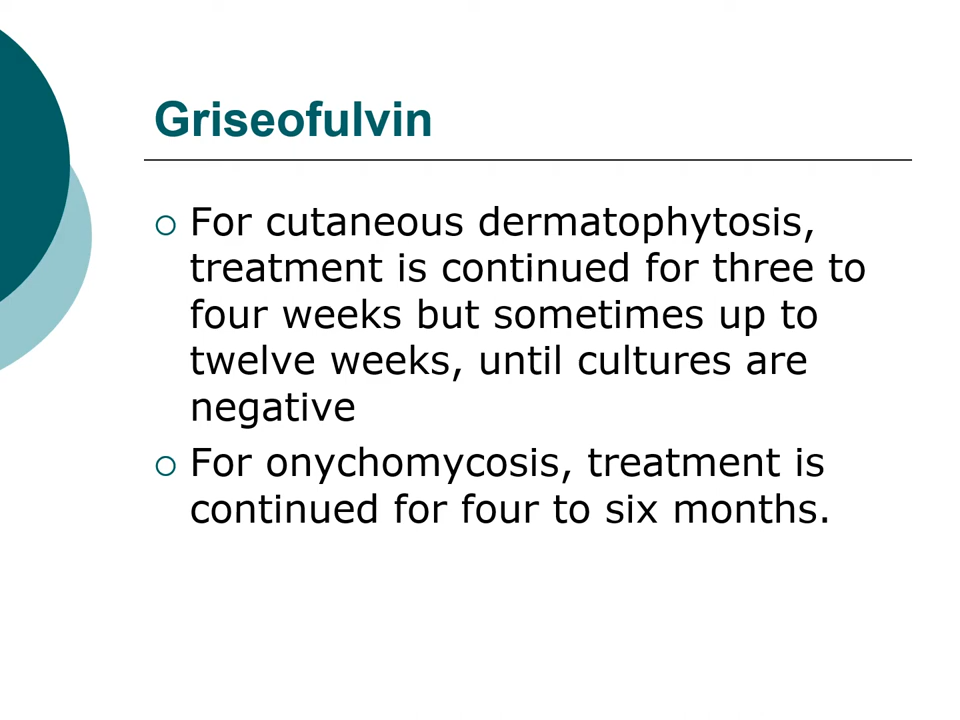 Griseofulvin
For cutaneous dermatophytosis,
treatment is continued for three to
four weeks but sometimes up to
twelve weeks, until cultures are
negative
For onychomycosis, treatment is
continued for four to six months.